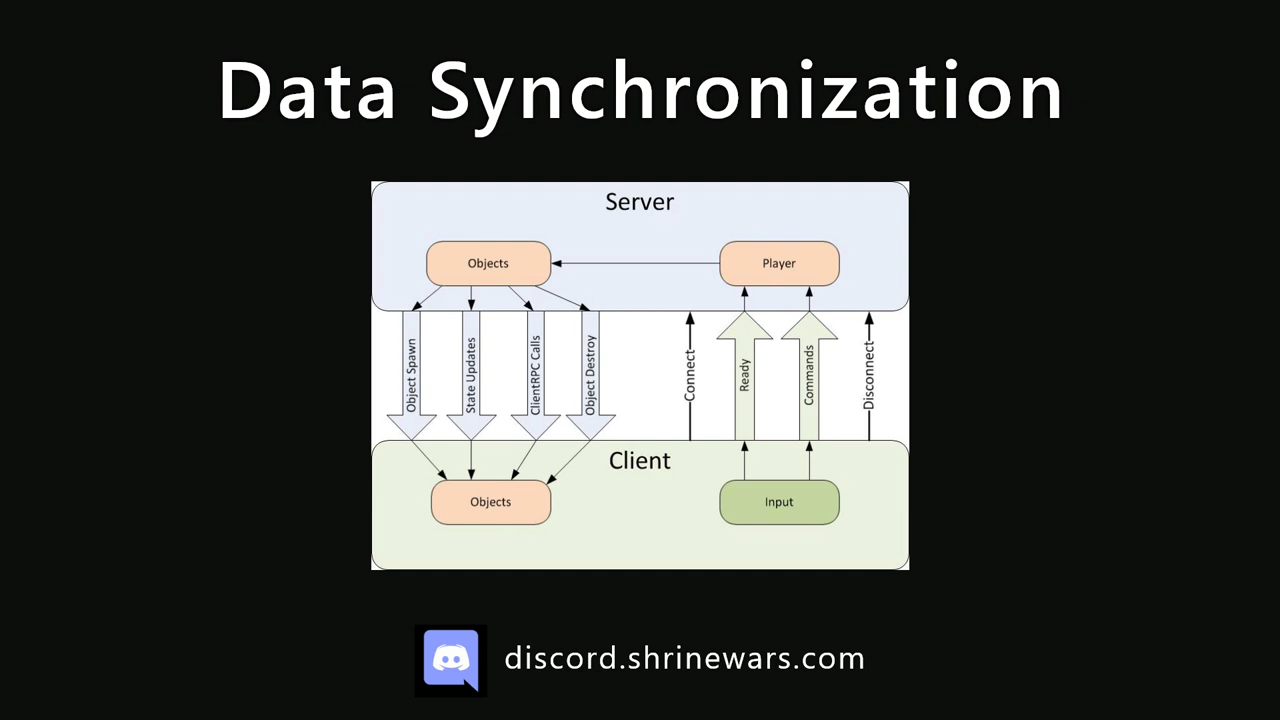 Data Synchronization
Server
Objects
Player
Object Spawn
State Updates
ClientRPC Calls
Object Destroy
Connect
Ready
Commands
Disconnect
Client
Objects
Input
discord.shrinewars.com